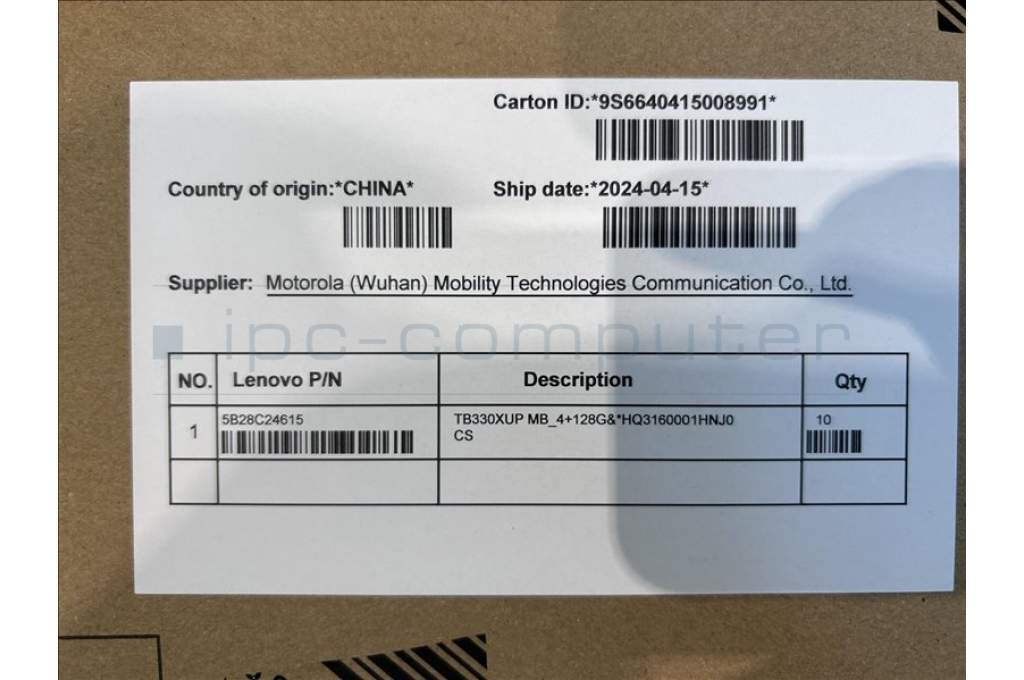 Carton ID:*9S6640415008991*
Country of origin:*CHINA* Ship date:*2024-04-15*
Supplier: Motorola (Wuhan) Mobility Technologies Communication Co., Ltd.
ipc-computer
NO. Lenovo P/N Description Qty
1 5B28C24615 TB330XUP MB_4+128G&*HQ3160001HNJ0 10
CS